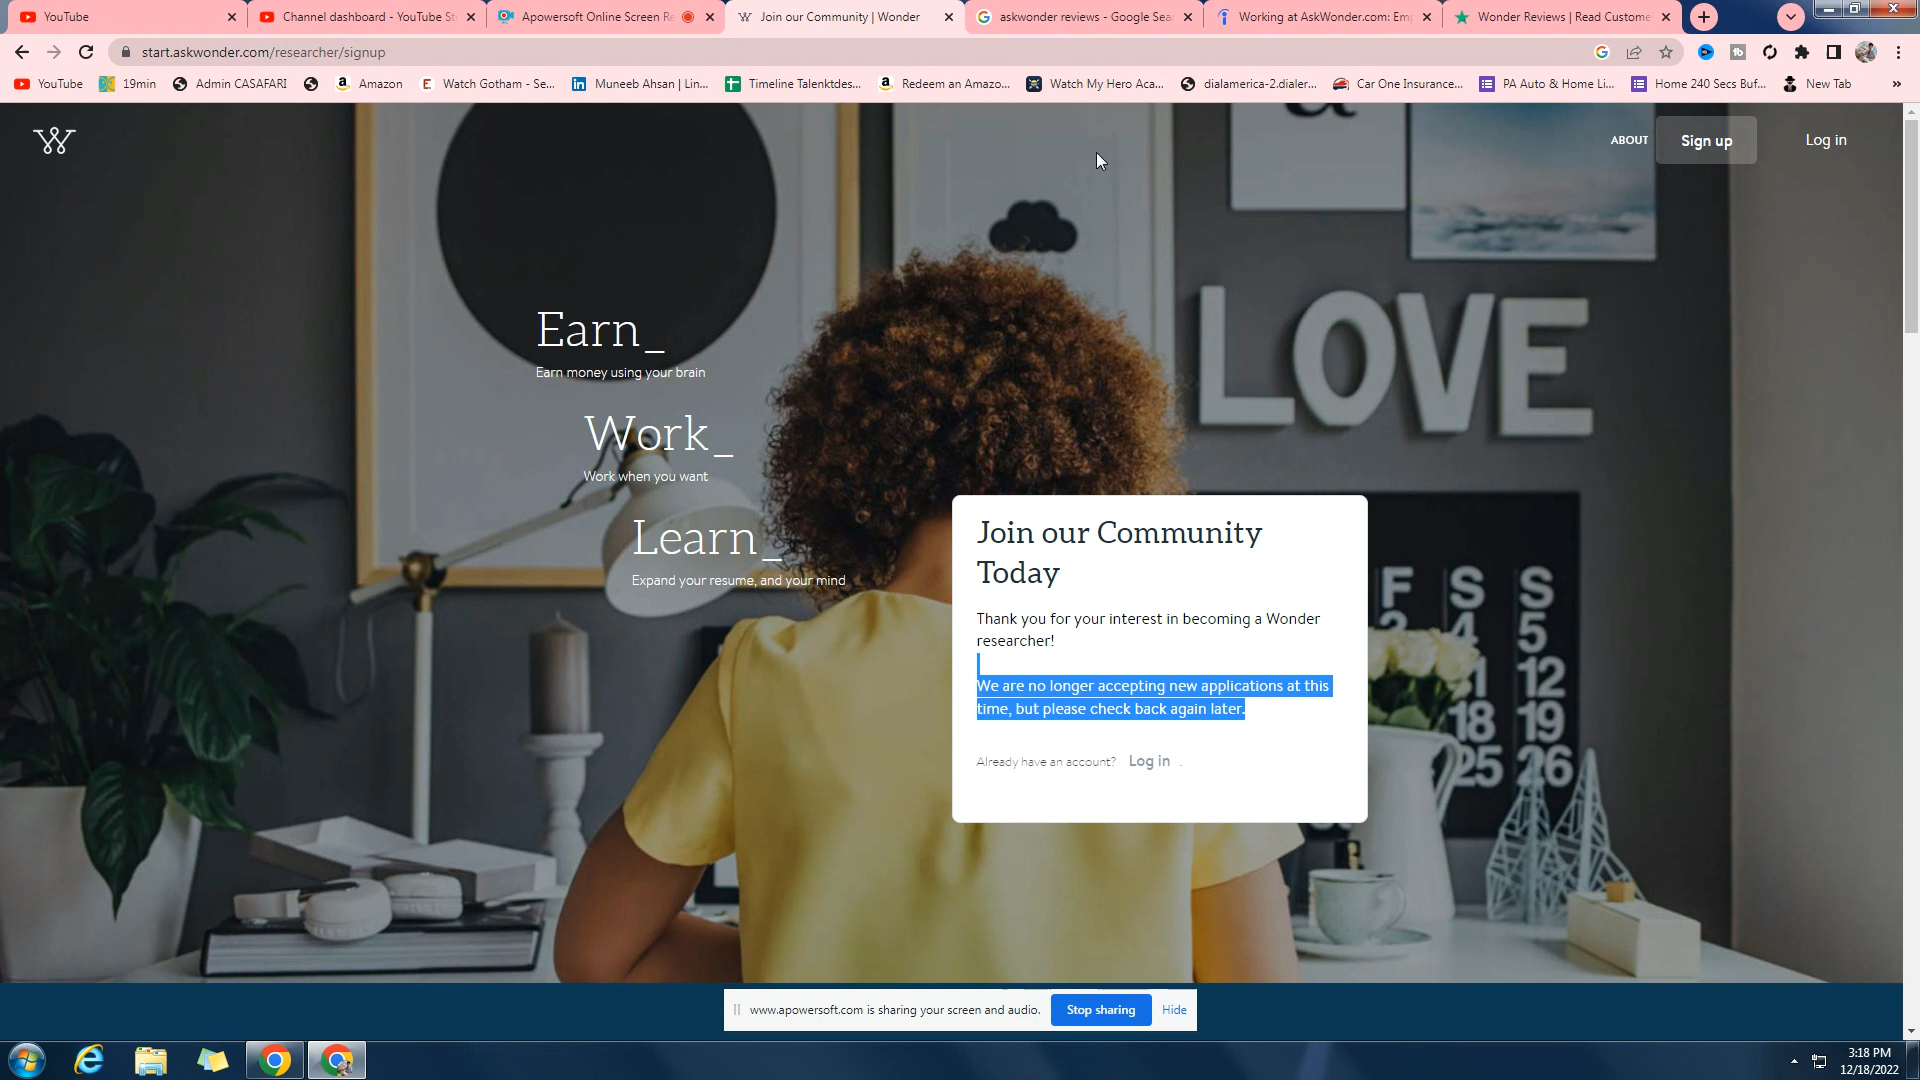 YouTube
Channel dashboard - YouTube St
Apowersoft Online Screen Re
Join our Community | Wonder
askwonder reviews - Google Sea
Working at AskWonder.com: Em
Wonder Reviews | Read Custome
start.askwonder.com/researcher/signup
YouTube
19min
Admin CASAFARI
Amazon
Watch Gotham - Se...
Muneeb Ahsan | Lin...
Timeline Talenktdes...
Redeem an Amazo...
Watch My Hero Aca...
dialamerica-2.dialer...
Car One Insurance...
PA Auto & Home Li...
Home 240 Secs Buf...
New Tab
»
W
ABOUT
Sign up
Log in
Earn_
Earn money using your brain
Work_
Work when you want
Learn_
Expand your resume, and your mind
LOVE
Join our Community
Today
Thank you for your interest in becoming a Wonder
researcher!
We are no longer accepting new applications at this
time, but please check back again later.
Already have an account? Log in .
F S S
4 5
12
18 19
25 26
www.apowersoft.com is sharing your screen and audio.
Stop sharing
Hide
3:18 PM
12/18/2022